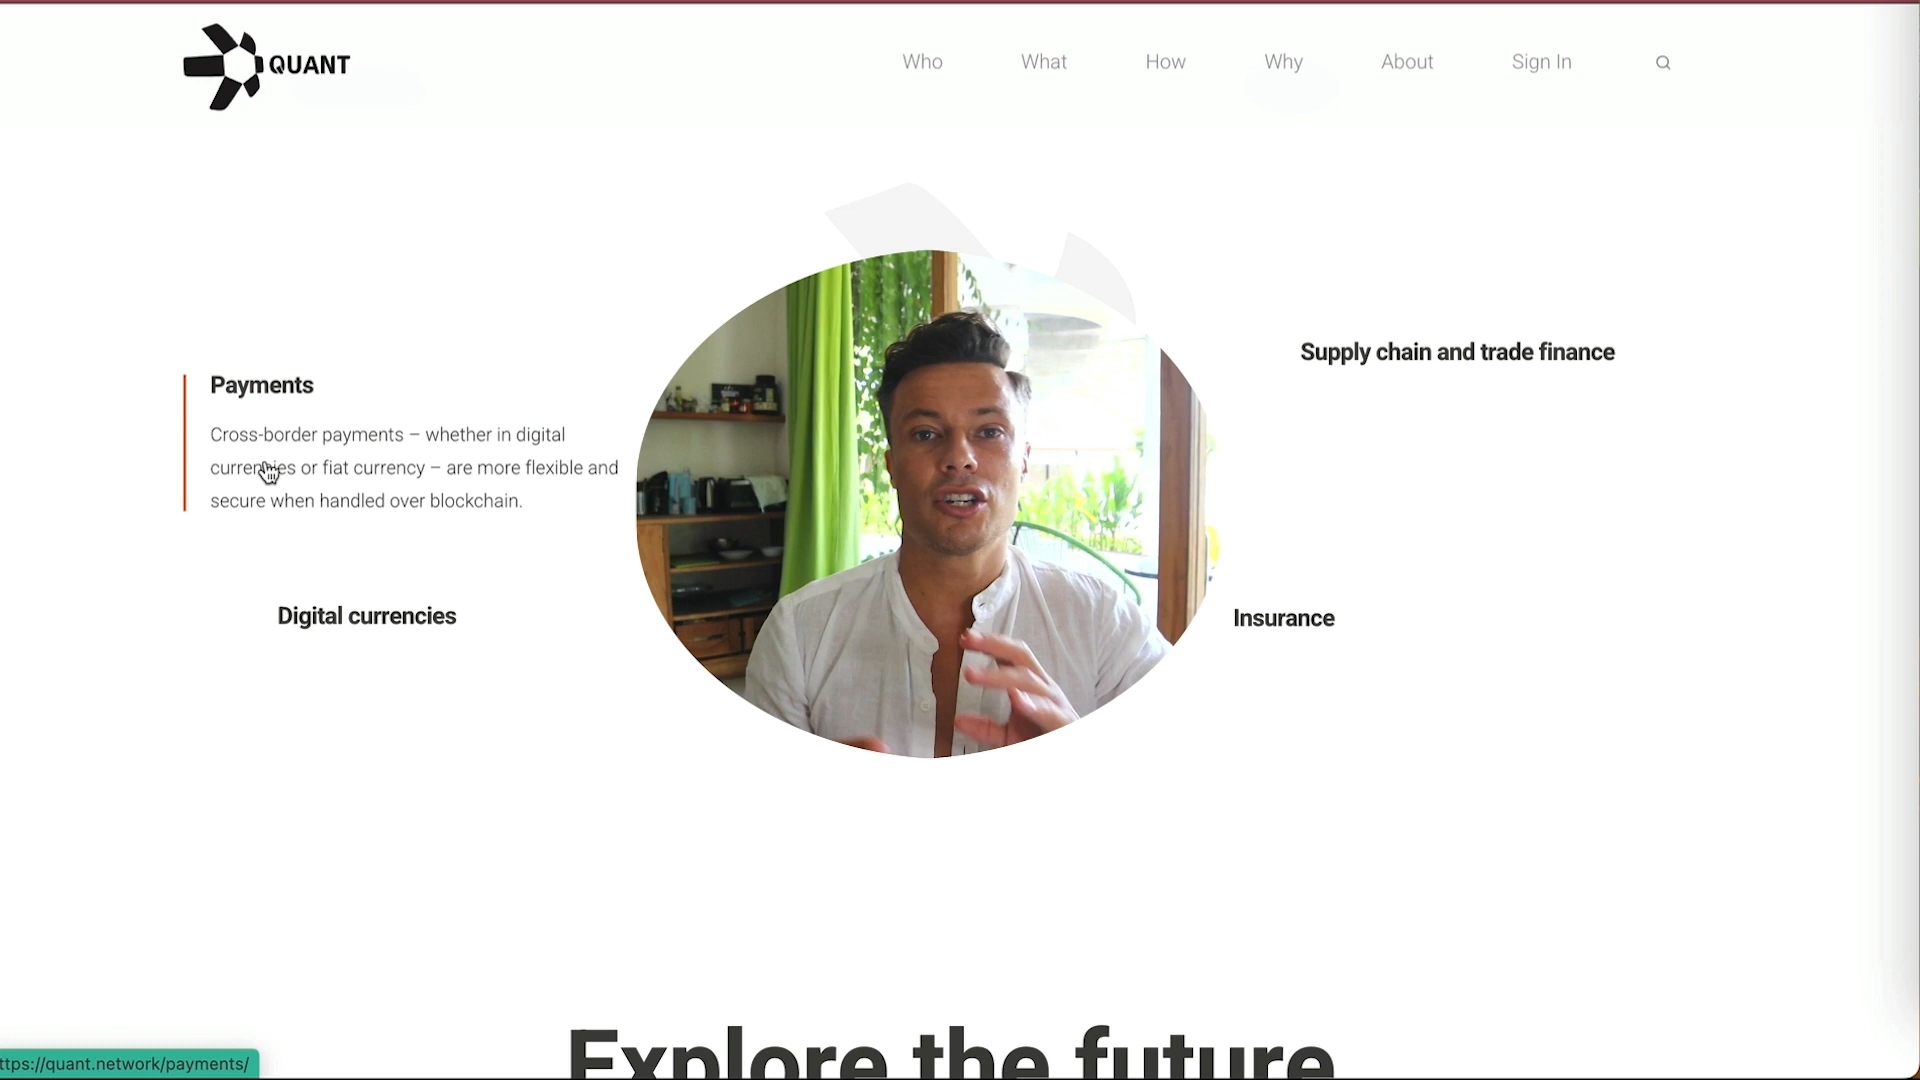 QUANT
Who
What
How
Why
About
Sign In
Supply chain and trade finance
Payments
Cross-border payments – whether in digital
currencies or fiat currency – are more flexible and
secure when handled over blockchain.
Digital currencies
Insurance
Explore the future
ttps://quant.network/payments/